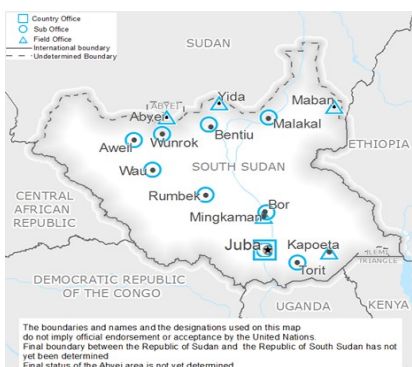 Country Office
Sub Office
Field Office
International boundary
Undetermined Boundary
SUDAN
ABYEI
Abyei
Yida
Maban
Malakal
Bentiu
Wunrok
Aweil
ETHIOPIA
Wau
SOUTH SUDAN
CENTRAL
AFRICAN
REPUBLIC
Rumbek
Bor
Mingkaman
Juba
Kapoeta
ILEMI
TRIANGLE
Torit
DEMOCRATIC REPUBLIC
OF THE CONGO
UGANDA
KENYA
The boundaries and names and the designations used on this map
do not imply official endorsement or acceptance by the United Nations.
Final boundary between the Republic of Sudan and the Republic of South Sudan has not
yet been determined
Final status of the Abyei area is not yet determined